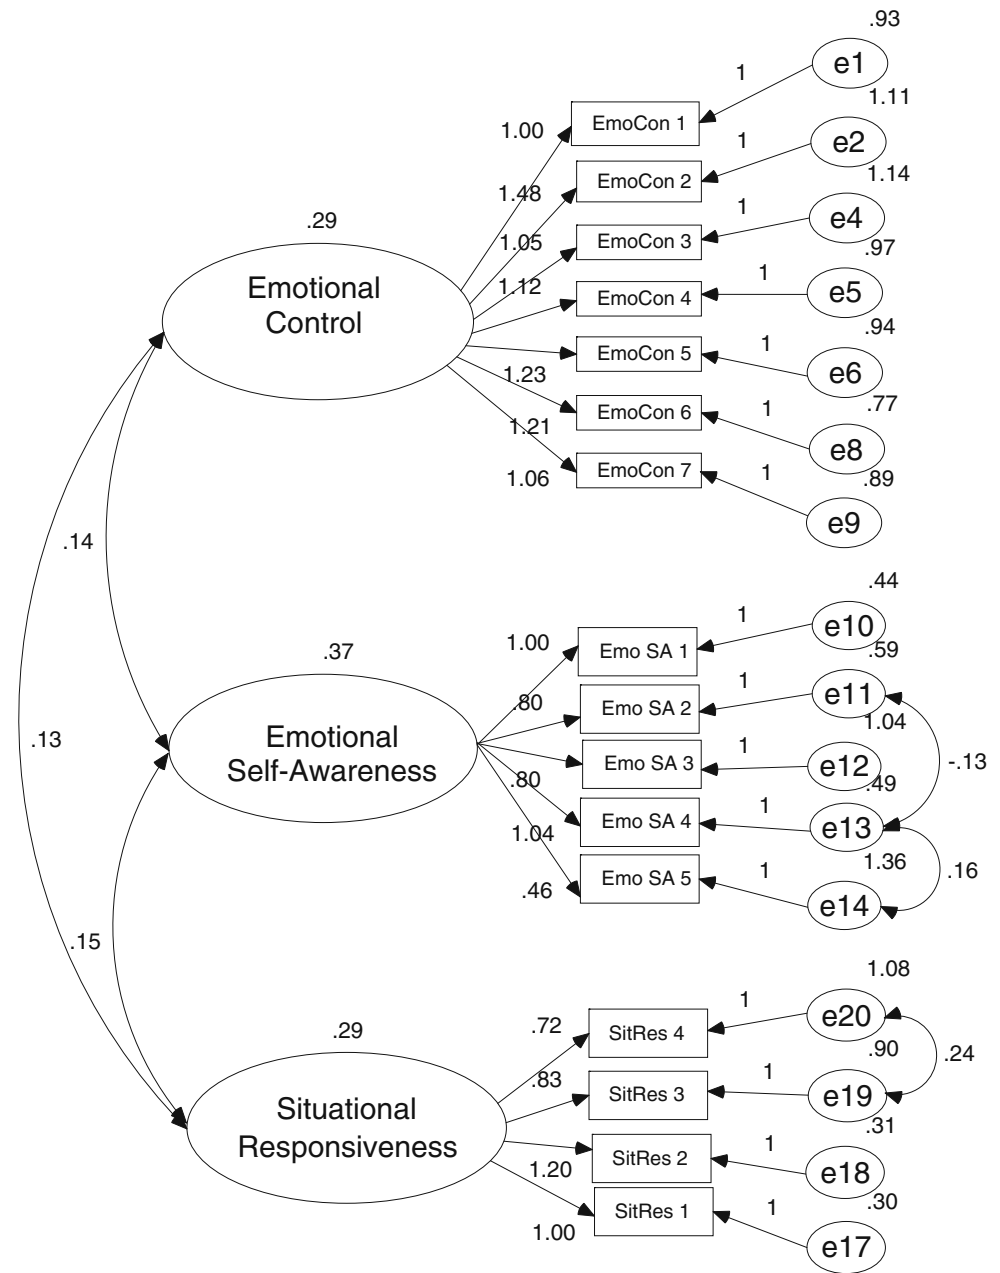 .93
e1
1
1.11
EmoCon 1
1.00
e2
1
1.14
EmoCon 2
1.48
e4
1
.97
EmoCon 3
1.05
.29
Emotional
Control
e5
1
.94
EmoCon 4
1.12
e6
1
.77
EmoCon 5
1.23
e8
1
.89
EmoCon 6
1.21
e9
1
EmoCon 7
1.06
.14
.44
e10
1
.59
Emo SA 1
1.00
.37
e11
1
1.04
Emo SA 2
.80
Emotional
Self-Awareness
.13
e12
1
.49
-.13
Emo SA 3
.80
e13
1
1.36
Emo SA 4
1.04
.16
e14
1
Emo SA 5
.46
.15
1.08
e20
1
.90
SitRes 4
.72
.24
.29
e19
1
.31
SitRes 3
.83
Situational
Responsiveness
e18
1
.30
SitRes 2
1.20
e17
1
SitRes 1
1.00